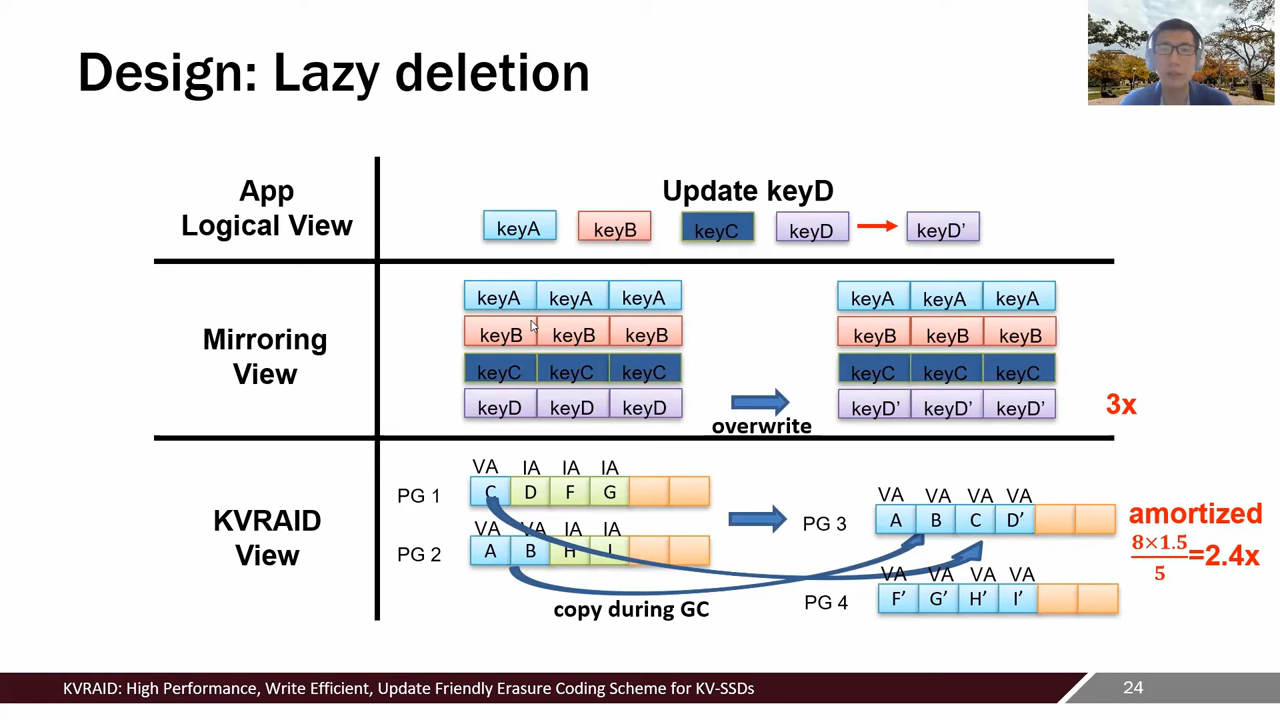 Design: Lazy deletion
App
Logical View
Update keyD
keyA keyB keyC keyD keyD’
Mirroring
View
keyA keyA keyA
keyB keyB keyB
keyC keyC keyC
keyD keyD keyD
overwrite
keyA keyA keyA
keyB keyB keyB
keyC keyC keyC
keyD’ keyD’ keyD’
3x
KVRAID
View
VA IA IA IA
PG 1 C D F G
VA VA IA IA
PG 2 A B H I
copy during GC
VA VA VA VA
PG 3 A B C D’
VA VA VA VA
PG 4 F’ G’ H’ I’
amortized
8×1.5
5
=2.4x
KVRAID: High Performance, Write Efficient, Update Friendly Erasure Coding Scheme for KV-SSDs
24